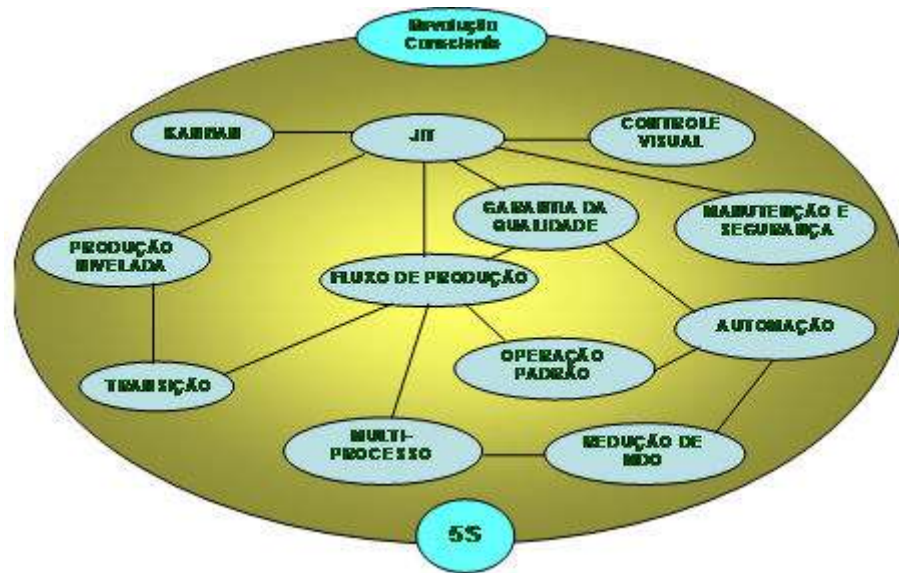 Revolução
Consciente
KANBAN
JIT
CONTROLE
VISUAL
GARANTIA DA
QUALIDADE
MANUTENÇÃO E
SEGURANÇA
PRODUÇÃO
NIVELADA
FLUXO DE PRODUÇÃO
AUTOMAÇÃO
OPERAÇÃO
PADRÃO
TRANSIÇÃO
MULTI-
PROCESSO
REDUÇÃO DE
MDO
5S